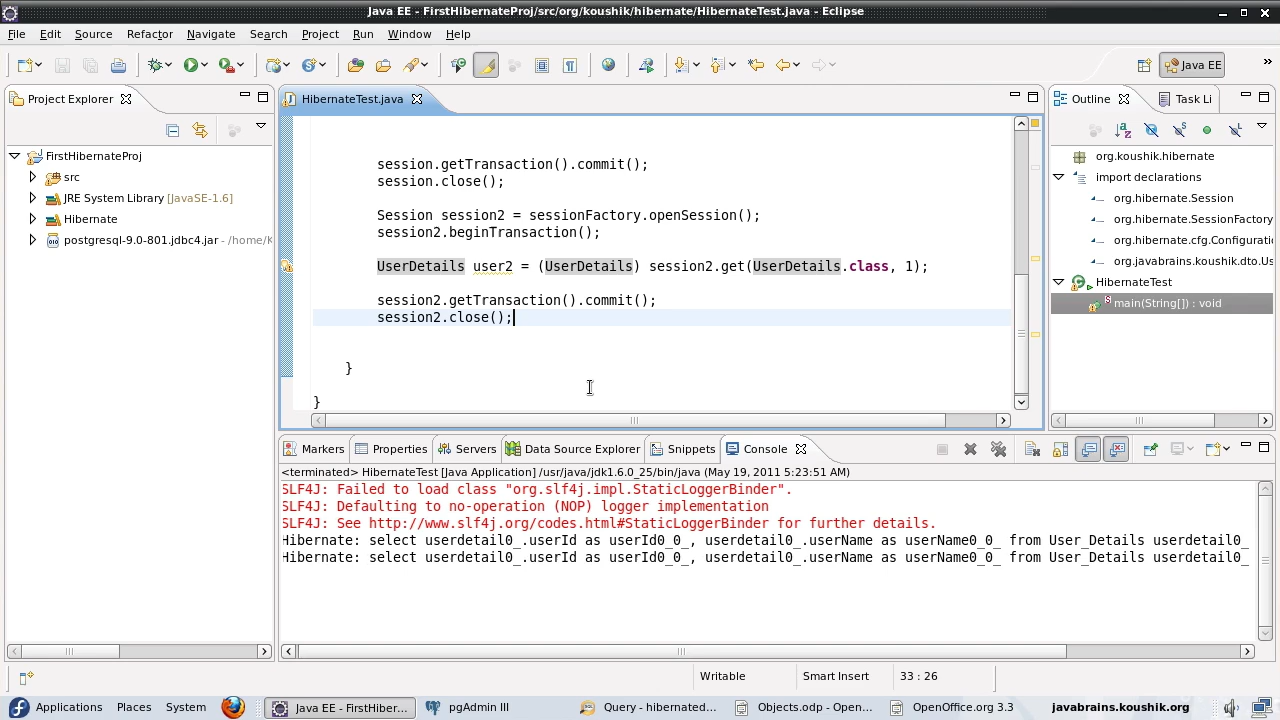 Java EE - FirstHibernateProj/src/org/koushik/hibernate/HibernateTest.java - Eclipse
File Edit Source Refactor Navigate Search Project Run Window Help
Java EE
Project Explorer
HibernateTest.java
Outline Task Li
FirstHibernateProj
src
JRE System Library [JavaSE-1.6]
Hibernate
postgresql-9.0-801.jdbc4.jar - /home/K
session.getTransaction().commit();
session.close();
Session session2 = sessionFactory.openSession();
session2.beginTransaction();
UserDetails user2 = (UserDetails) session2.get(UserDetails.class, 1);
session2.getTransaction().commit();
session2.close();
}
}
org.koushik.hibernate
import declarations
org.hibernate.Session
org.hibernate.SessionFactory
org.hibernate.cfg.Configurati
org.javabrains.koushik.dto.Us
HibernateTest
main(String[]) : void
Markers Properties Servers Data Source Explorer Snippets Console
<terminated> HibernateTest [Java Application] /usr/java/jdk1.6.0_25/bin/java (May 19, 2011 5:23:51 AM)
SLF4J: Failed to load class "org.slf4j.impl.StaticLoggerBinder".
SLF4J: Defaulting to no-operation (NOP) logger implementation
SLF4J: See http://www.slf4j.org/codes.html#StaticLoggerBinder for further details.
Hibernate: select userdetail0_.userId as userId0_0_, userdetail0_.userName as userName0_0_ from User_Details userdetail0_
Hibernate: select userdetail0_.userId as userId0_0_, userdetail0_.userName as userName0_0_ from User_Details userdetail0_
Writable Smart Insert 33 : 26
Applications Places System Java EE - FirstHiber... pgAdmin III Query - hibernated... Objects.odp - Open... OpenOffice.org 3.3 javabrains.koushik.org